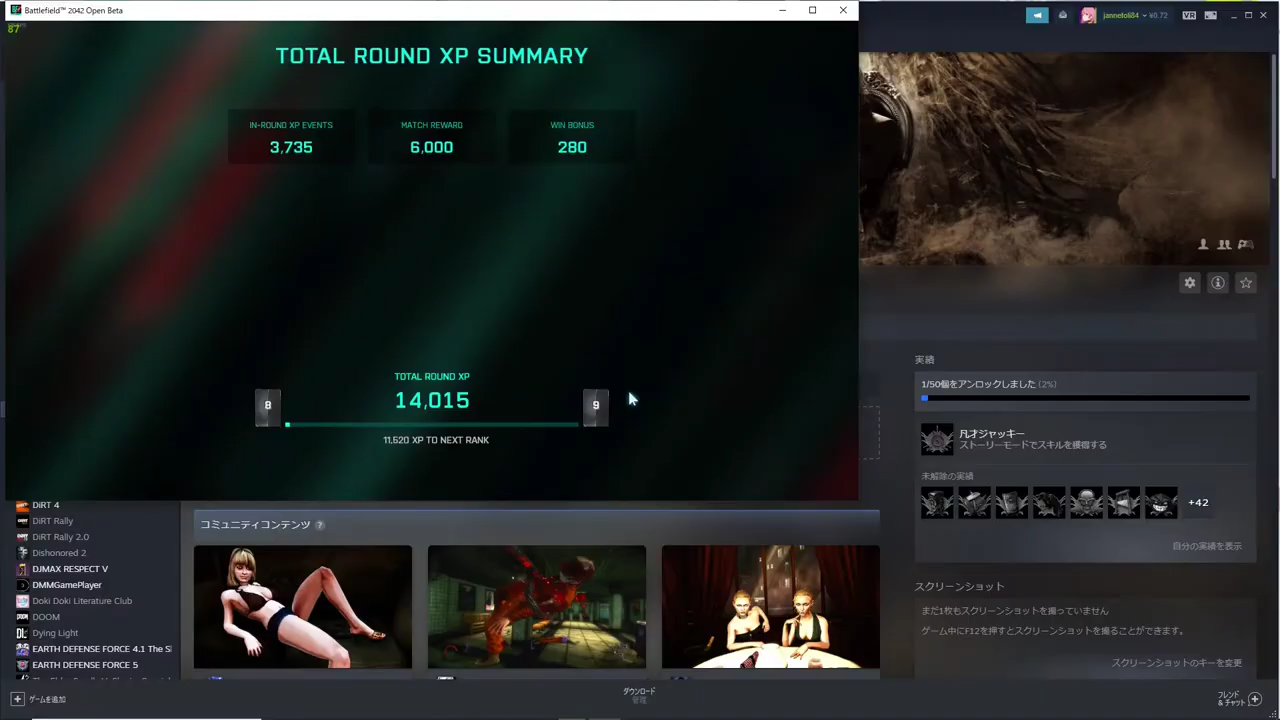 Battlefield™ 2042 Open Beta
87
TOTAL ROUND XP SUMMARY
IN-ROUND XP EVENTS
3,735
MATCH REWARD
6,000
WIN BONUS
280
TOTAL ROUND XP
14,015
8
9
11,520 XP TO NEXT RANK
janneloli84
¥0.72
VR
実績
1/50個をアンロックしました (2%)
凡才ジャッキー
ストーリーモードでスキルを獲得する
未解除の実績
+42
自分の実績を表示
スクリーンショット
まだ1枚もスクリーンショットを撮っていません
ゲーム中にF12を押すとスクリーンショットを撮ることができます。
スクリーンショットのキーを変更
DiRT 4
DiRT Rally
DiRT Rally 2.0
Dishonored 2
DJMAX RESPECT V
DMMGamePlayer
Doki Doki Literature Club
DOOM
Dying Light
EARTH DEFENSE FORCE 4.1 The S
EARTH DEFENSE FORCE 5
コミュニティコンテンツ ?
ゲームを追加
ダウンロード
管理
フレンド
&チャット